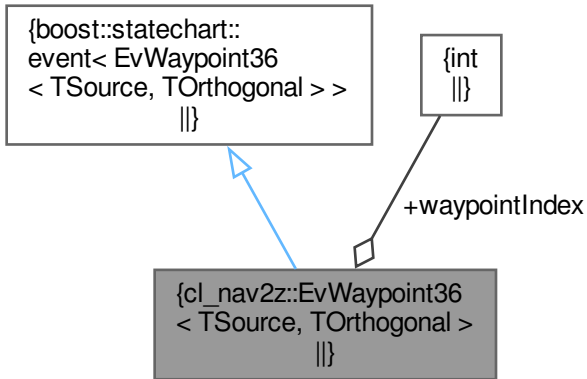 {boost::statechart::
event< EvWaypoint36
< TSource, TOrthogonal > >
||}
{int
||}
+waypointIndex
{cl_nav2z::EvWaypoint36
< TSource, TOrthogonal >
||}